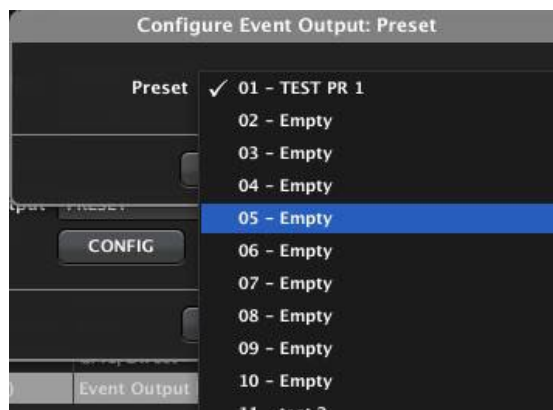 Configure Event Output: Preset
Preset ✓ 01 – TEST PR 1
02 – Empty
03 – Empty
04 – Empty
05 – Empty
CONFIG
06 – Empty
07 – Empty
08 – Empty
09 – Empty
Event Output
10 – Empty